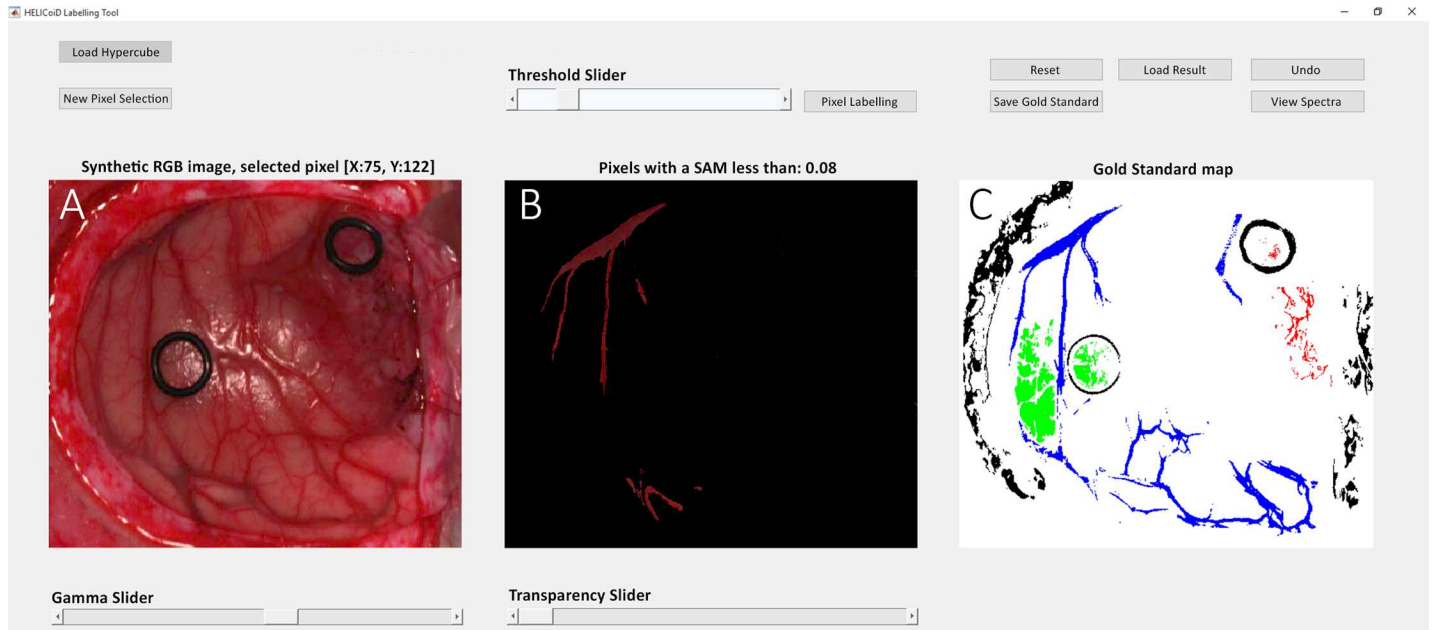 HELICoiD Labelling Tool
Load Hypercube
New Pixel Selection
Threshold Slider
Pixel Labelling
Reset
Load Result
Undo
Save Gold Standard
View Spectra
Synthetic RGB image, selected pixel [X:75, Y:122]
Pixels with a SAM less than: 0.08
Gold Standard map
A
B
C
Gamma Slider
Transparency Slider